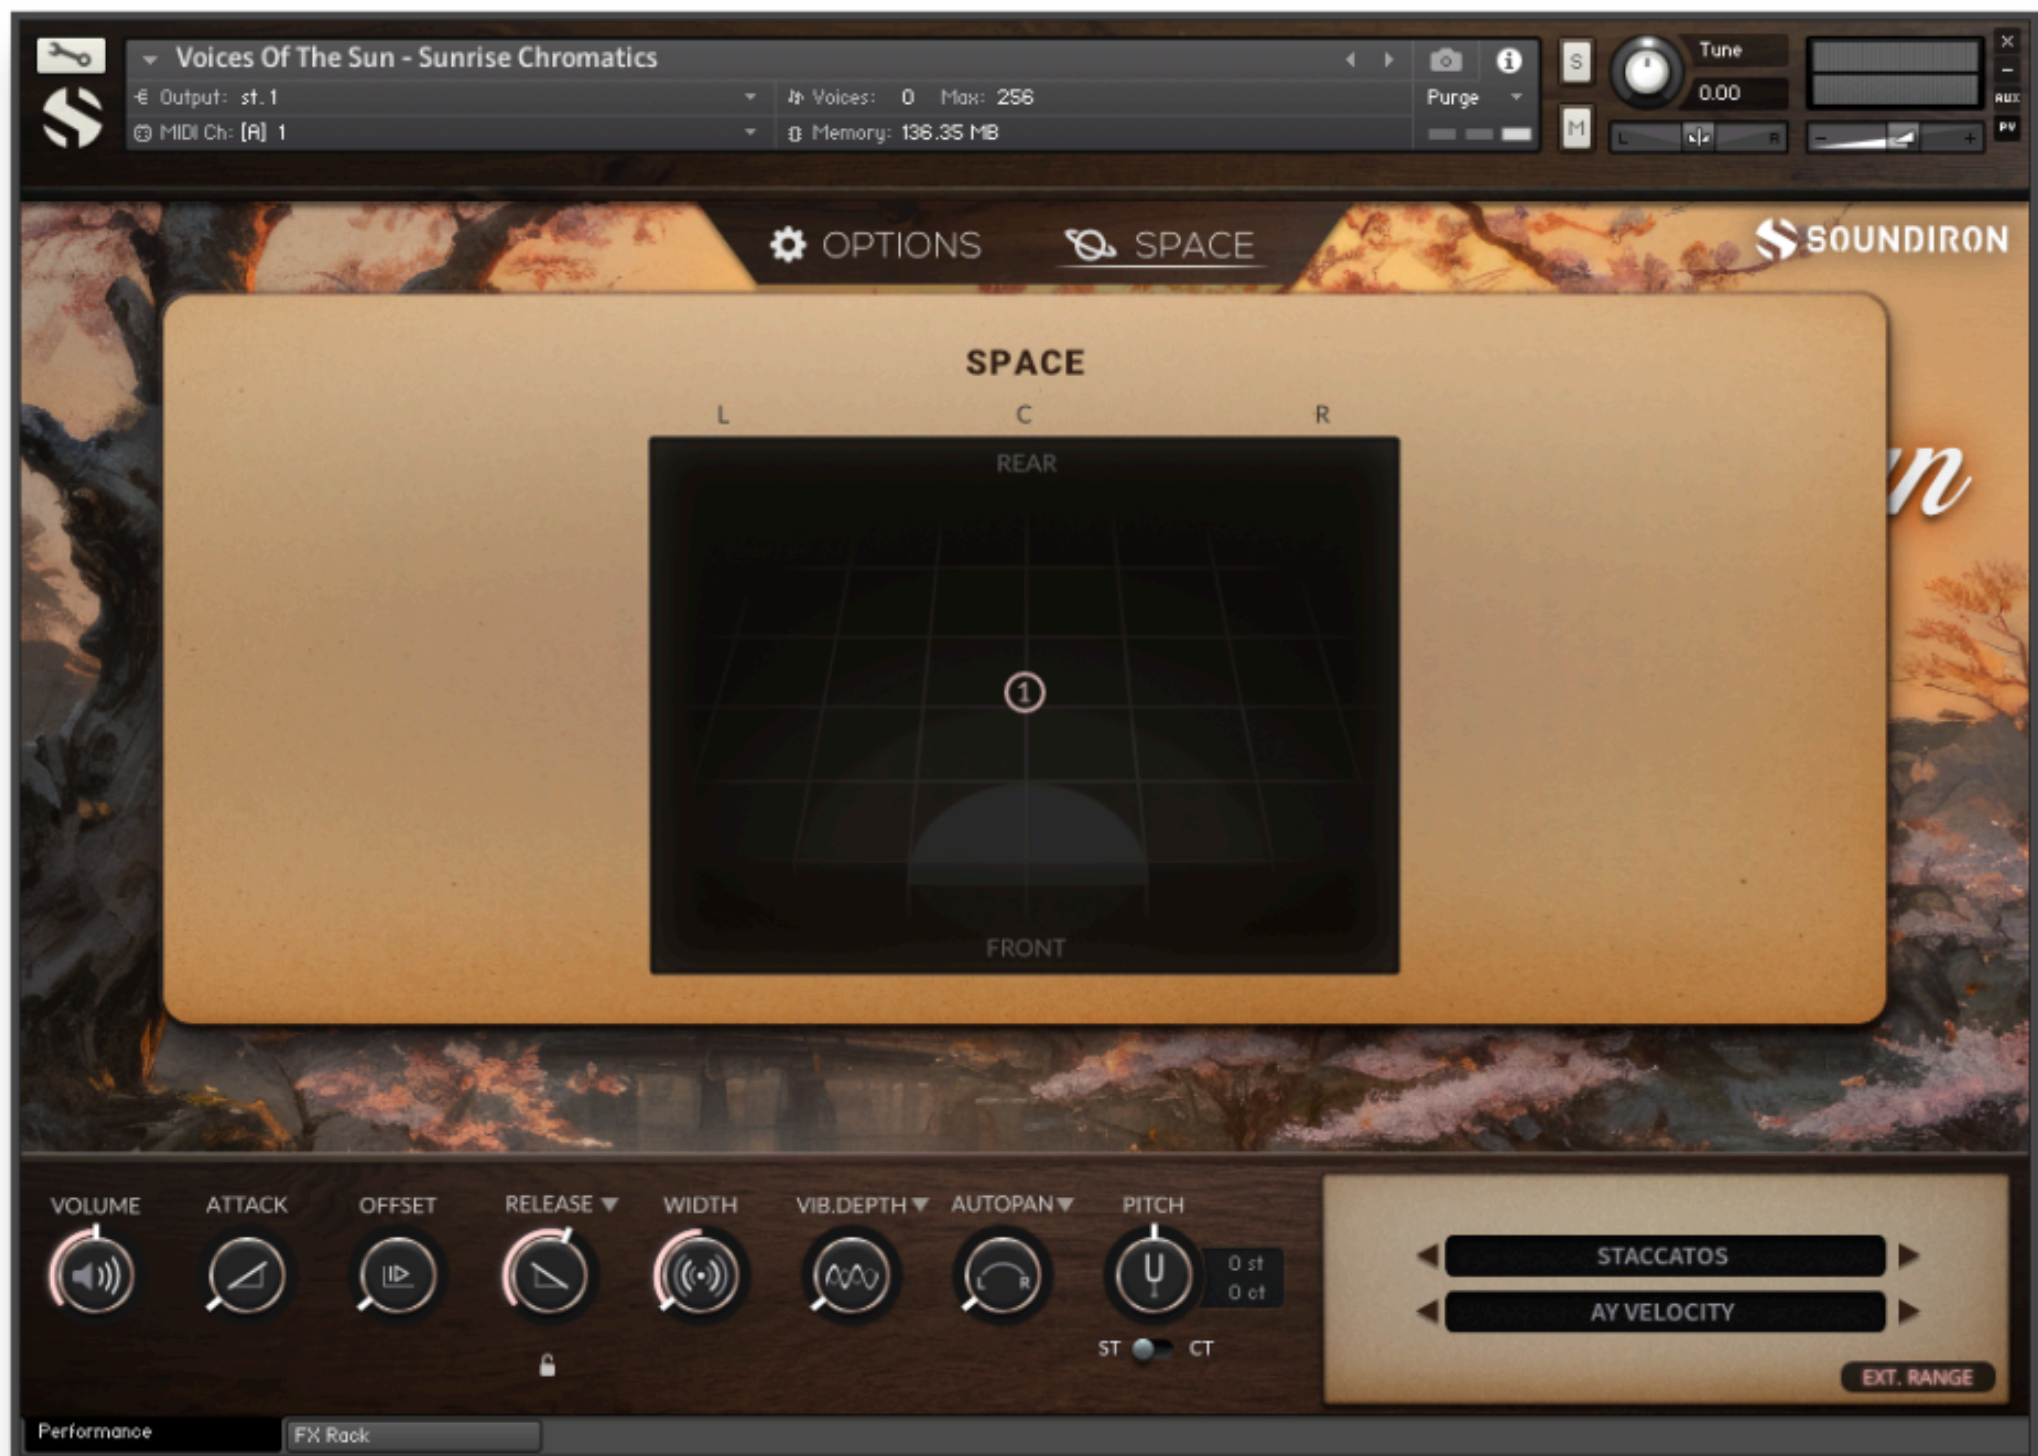 Voices Of The Sun - Sunrise Chromatics
Output: st.1
Voices: 0 Max: 256
Purge
MIDI Ch: [A] 1
Memory: 136.35 MB
S
M
Tune
0.00
L R
- +
×
-
AUX
PV
OPTIONS
SPACE
SOUNDIRON
SPACE
L C R
REAR
1
FRONT
n
VOLUME ATTACK OFFSET RELEASE WIDTH VIB.DEPTH AUTOPAN PITCH
L R
0 st
0 ct
ST CT
STACCATOS
AY VELOCITY
EXT. RANGE
Performance
FX Rack